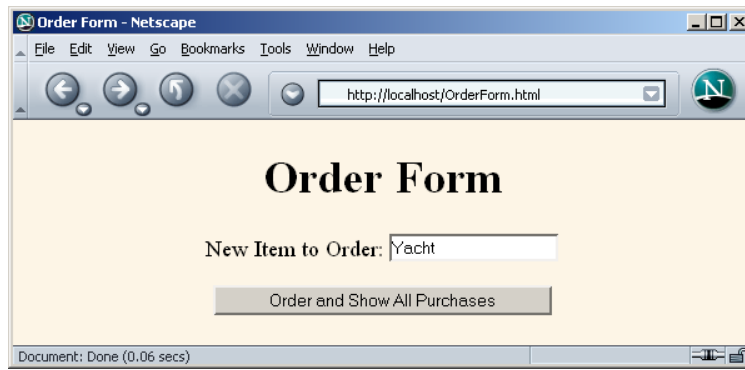 Order Form - Netscape
File Edit View Go Bookmarks Tools Window Help
http://localhost/OrderForm.html
N
Order Form
New Item to Order: Yacht
Order and Show All Purchases
Document: Done (0.06 secs)